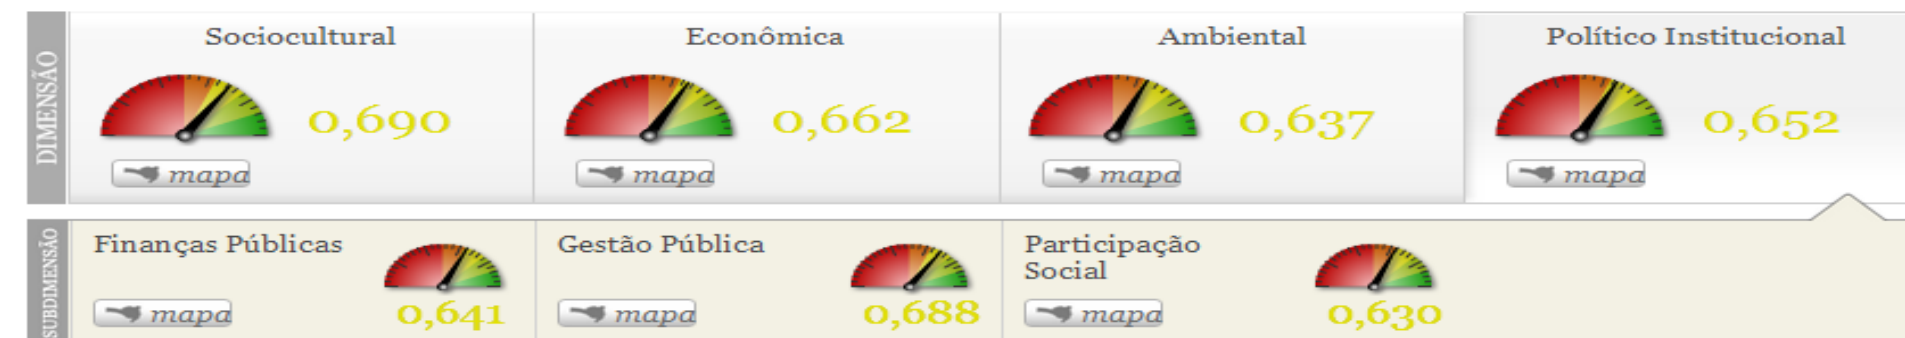 DIMENSÃO
Sociocultural
0,690
mapa
Econômica
0,662
mapa
Ambiental
0,637
mapa
Político Institucional
0,652
mapa
SUBDIMENSÃO
Finanças Públicas
0,641
mapa
Gestão Pública
0,688
mapa
Participação
Social
0,630
mapa